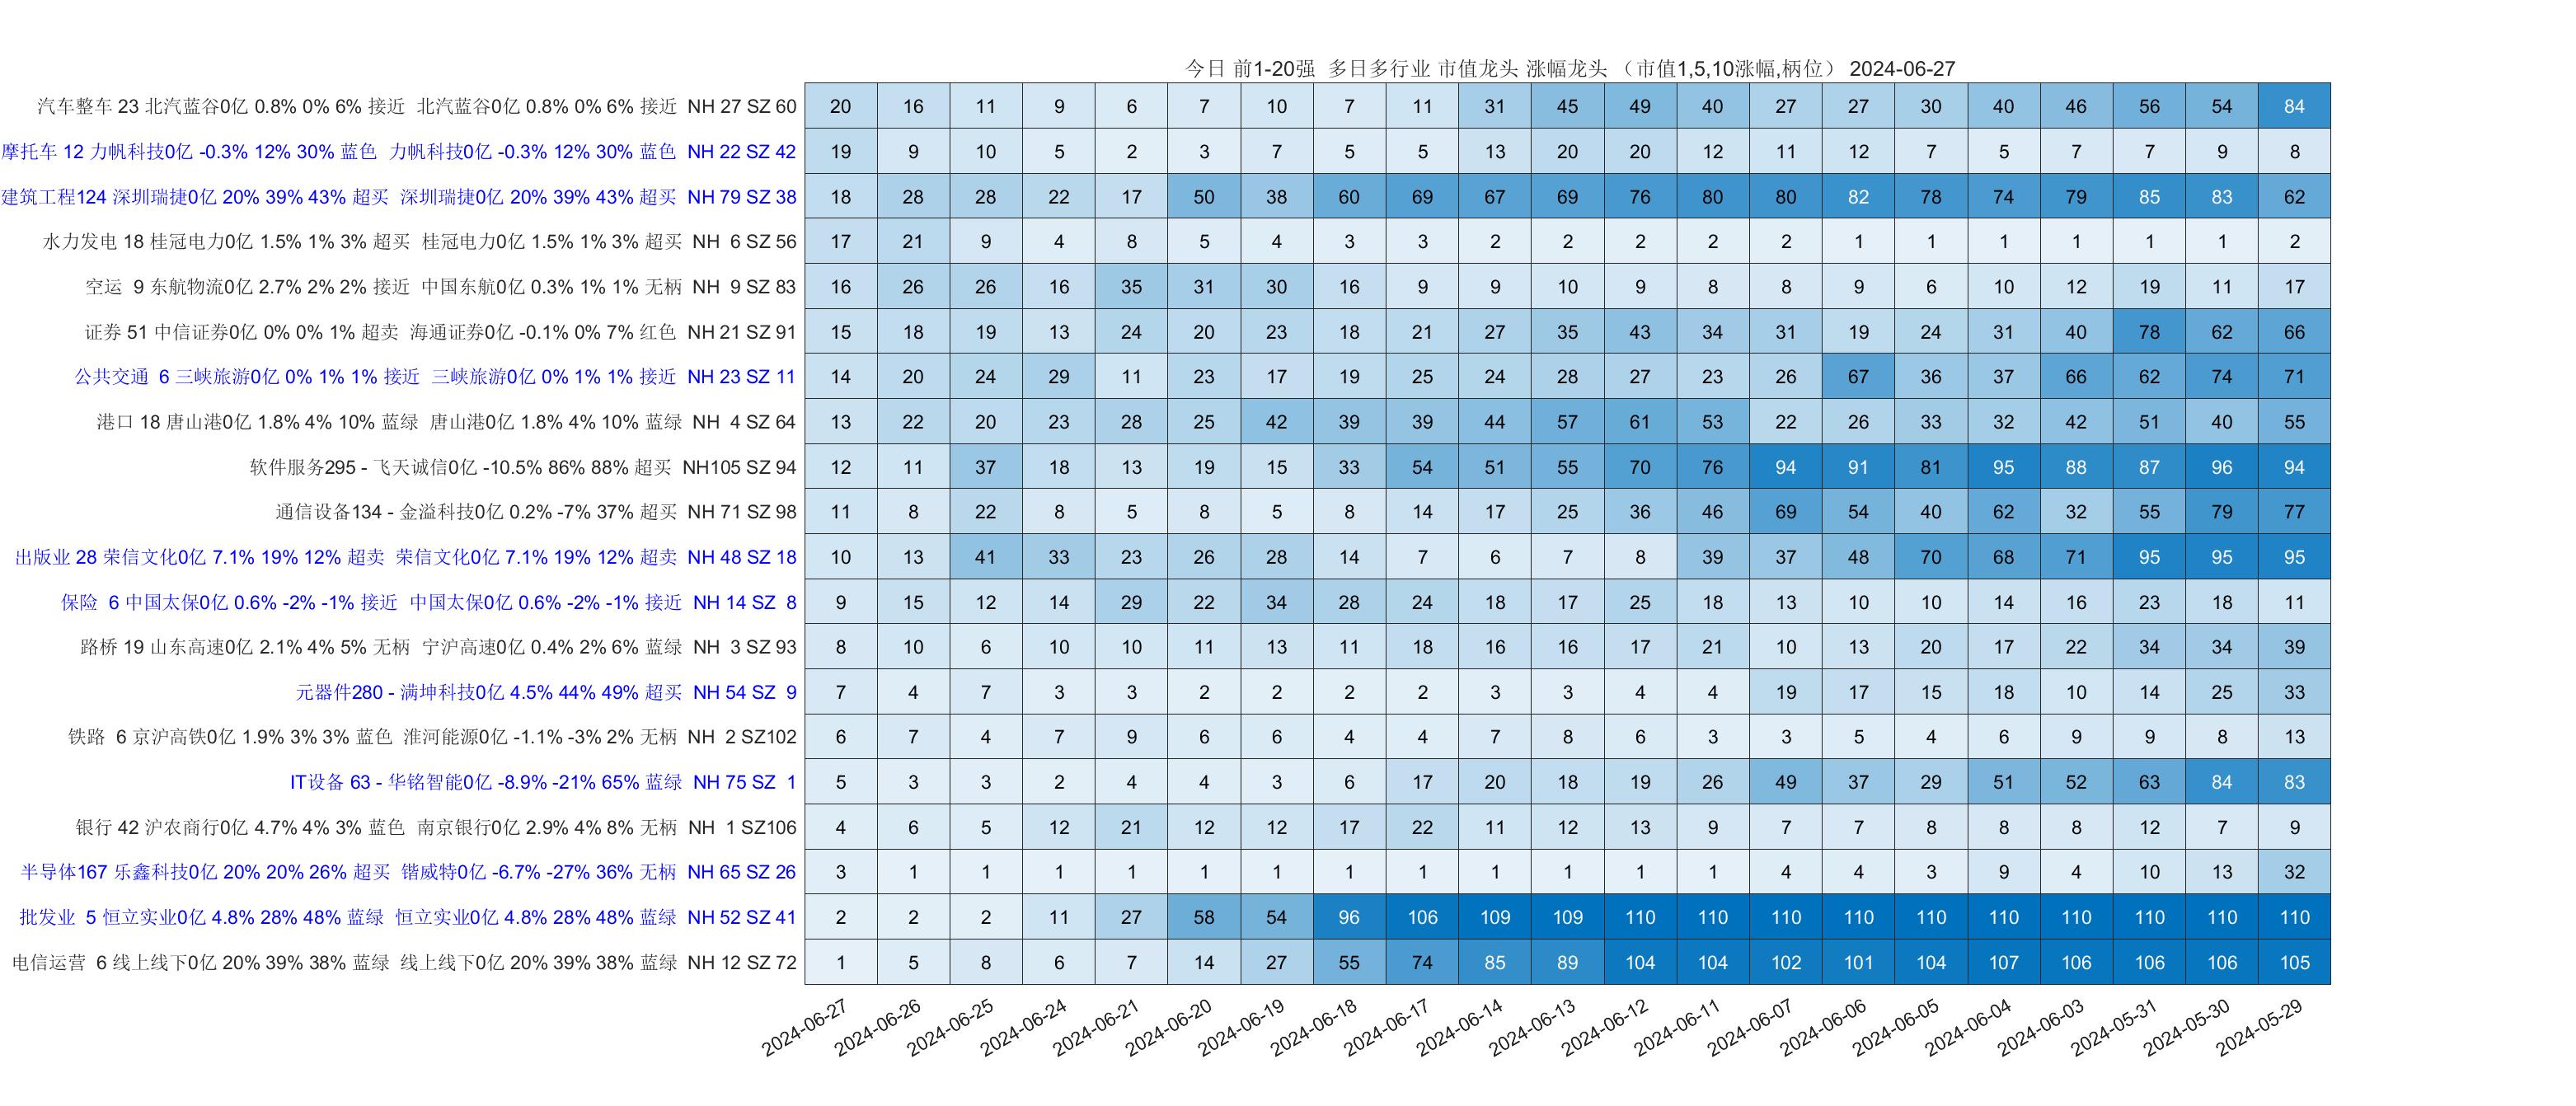 今日 前1-20强 多日多行业 市值龙头 涨幅龙头 （市值1,5,10涨幅,柄位） 2024-06-27
汽车整车 23 北汽蓝谷0亿 0.8% 0% 6% 接近 北汽蓝谷0亿 0.8% 0% 6% 接近 NH 27 SZ 60 20 16 11 9 6 7 10 7 11 31 45 49 40 27 27 30 40 46 56 54 84
摩托车 12 力帆科技0亿 -0.3% 12% 30% 蓝色 力帆科技0亿 -0.3% 12% 30% 蓝色 NH 22 SZ 42 19 9 10 5 2 3 7 5 5 13 20 20 12 11 12 7 5 7 7 9 8
建筑工程124 深圳瑞捷0亿 20% 39% 43% 超买 深圳瑞捷0亿 20% 39% 43% 超买 NH 79 SZ 38 18 28 28 22 17 50 38 60 69 67 69 76 80 80 82 78 74 79 85 83 62
水力发电 18 桂冠电力0亿 1.5% 1% 3% 超买 桂冠电力0亿 1.5% 1% 3% 超买 NH 6 SZ 56 17 21 9 4 8 5 4 3 3 2 2 2 2 2 1 1 1 1 1 1 2
空运 9 东航物流0亿 2.7% 2% 2% 接近 中国东航0亿 0.3% 1% 1% 无柄 NH 9 SZ 83 16 26 26 16 35 31 30 16 9 9 10 9 8 8 9 6 10 12 19 11 17
证券 51 中信证券0亿 0% 0% 1% 超卖 海通证券0亿 -0.1% 0% 7% 红色 NH 21 SZ 91 15 18 19 13 24 20 23 18 21 27 35 43 34 31 19 24 31 40 78 62 66
公共交通 6 三峡旅游0亿 0% 1% 1% 接近 三峡旅游0亿 0% 1% 1% 接近 NH 23 SZ 11 14 20 24 29 11 23 17 19 25 24 28 27 23 26 67 36 37 66 62 74 71
港口 18 唐山港0亿 1.8% 4% 10% 蓝绿 唐山港0亿 1.8% 4% 10% 蓝绿 NH 4 SZ 64 13 22 20 23 28 25 42 39 39 44 57 61 53 22 26 33 32 42 51 40 55
软件服务295 - 飞天诚信0亿 -10.5% 86% 88% 超买 NH105 SZ 94 12 11 37 18 13 19 15 33 54 51 55 70 76 94 91 81 95 88 87 96 94
通信设备134 - 金溢科技0亿 0.2% -7% 37% 超买 NH 71 SZ 98 11 8 22 8 5 8 5 8 14 17 25 36 46 69 54 40 62 32 55 79 77
出版业 28 荣信文化0亿 7.1% 19% 12% 超卖 荣信文化0亿 7.1% 19% 12% 超卖 NH 48 SZ 18 10 13 41 33 23 26 28 14 7 6 7 8 39 37 48 70 68 71 95 95 95
保险 6 中国太保0亿 0.6% -2% -1% 接近 中国太保0亿 0.6% -2% -1% 接近 NH 14 SZ 8 9 15 12 14 29 22 34 28 24 18 17 25 18 13 10 10 14 16 23 18 11
路桥 19 山东高速0亿 2.1% 4% 5% 无柄 宁沪高速0亿 0.4% 2% 6% 蓝绿 NH 3 SZ 93 8 10 6 10 10 11 13 11 18 16 16 17 21 10 13 20 17 22 34 34 39
元器件280 - 满坤科技0亿 4.5% 44% 49% 超买 NH 54 SZ 9 7 4 7 3 3 2 2 2 2 3 3 4 4 19 17 15 18 10 14 25 33
铁路 6 京沪高铁0亿 1.9% 3% 3% 蓝色 淮河能源0亿 -1.1% -3% 2% 无柄 NH 2 SZ102 6 7 4 7 9 6 6 4 4 7 8 6 3 3 5 4 6 9 9 8 13
IT设备 63 - 华铭智能0亿 -8.9% -21% 65% 蓝绿 NH 75 SZ 1 5 3 3 2 4 4 3 6 17 20 18 19 26 49 37 29 51 52 63 84 83
银行 42 沪农商行0亿 4.7% 4% 3% 蓝色 南京银行0亿 2.9% 4% 8% 无柄 NH 1 SZ106 4 6 5 12 21 12 12 17 22 11 12 13 9 7 7 8 8 8 12 7 9
半导体167 乐鑫科技0亿 20% 20% 26% 超买 锴威特0亿 -6.7% -27% 36% 无柄 NH 65 SZ 26 3 1 1 1 1 1 1 1 1 1 1 1 1 4 4 3 9 4 10 13 32
批发业 5 恒立实业0亿 4.8% 28% 48% 蓝绿 恒立实业0亿 4.8% 28% 48% 蓝绿 NH 52 SZ 41 2 2 2 11 27 58 54 96 106 109 109 110 110 110 110 110 110 110 110 110 110
电信运营 6 线上线下0亿 20% 39% 38% 蓝绿 线上线下0亿 20% 39% 38% 蓝绿 NH 12 SZ 72 1 5 8 6 7 14 27 55 74 85 89 104 104 102 101 104 107 106 106 106 105
2024-06-27 2024-06-26 2024-06-25 2024-06-24 2024-06-21 2024-06-20 2024-06-19 2024-06-18 2024-06-17 2024-06-14 2024-06-13 2024-06-12 2024-06-11 2024-06-07 2024-06-06 2024-06-05 2024-06-04 2024-06-03 2024-05-31 2024-05-30 2024-05-29